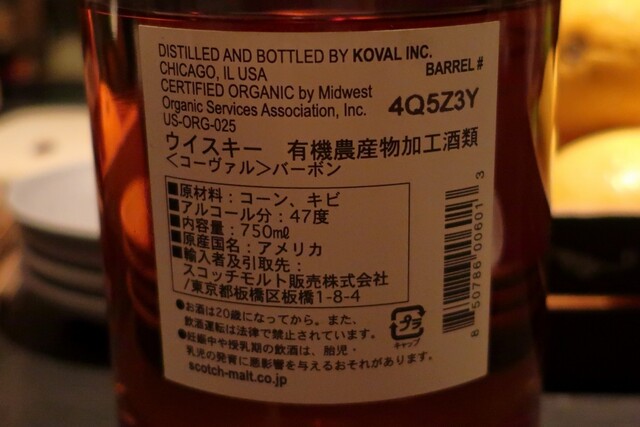 DISTILLED AND BOTTLED BY KOVAL INC.
CHICAGO, IL USA
BARREL #
CERTIFIED ORGANIC by Midwest
Organic Services Association, Inc.
4Q5Z3Y
US-ORG-025
ウイスキー 有機農産物加工酒類
<コーヴァル>バーボン
■原材料：コーン、キビ
■アルコール分：47度
■内容量：750mℓ
■原産国名：アメリカ
■輸入者及引取先：
スコッチモルト販売株式会社
/東京都板橋区板橋1-8-4
●お酒は20歳になってから。また、
飲酒運転は法律で禁止されています。
●妊娠中や授乳期の飲酒は、胎児・
乳児の発育に悪影響を与えるおそれがあります。
scotch-malt.co.jp
プラ
キャップ
8 50786 00601 3